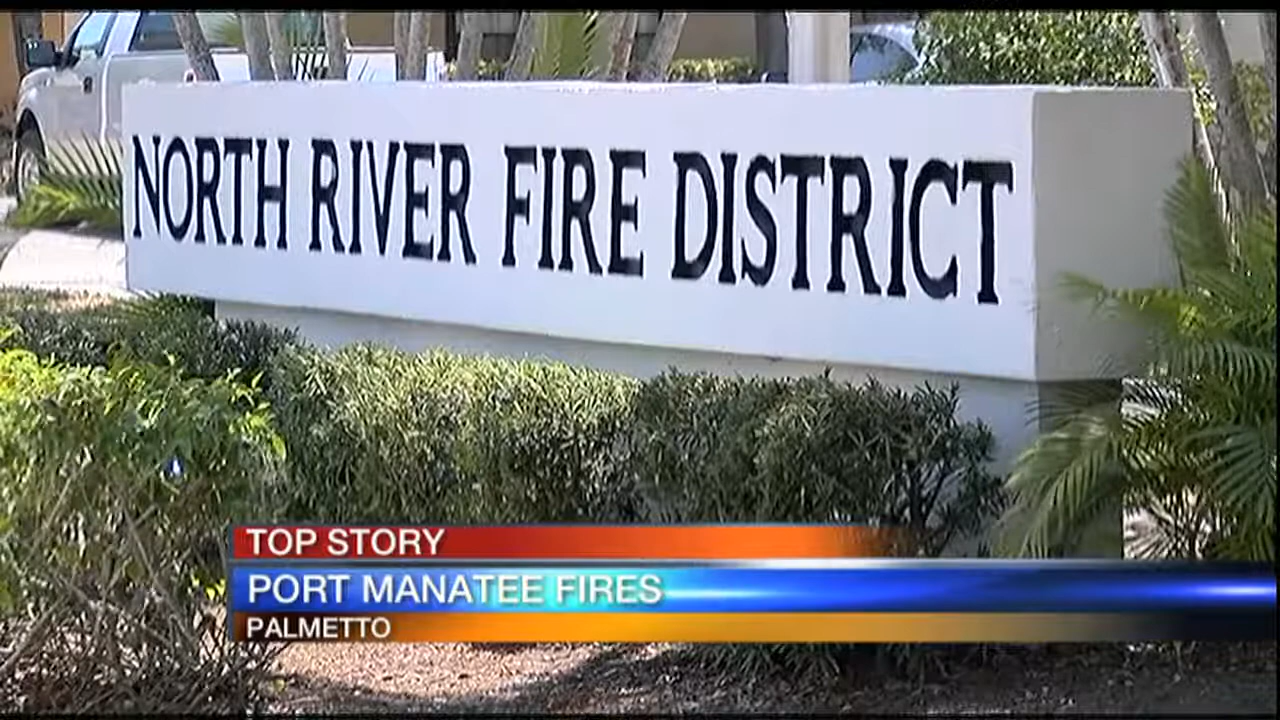 NORTH RIVER FIRE DISTRICT
TOP STORY
PORT MANATEE FIRES
PALMETTO